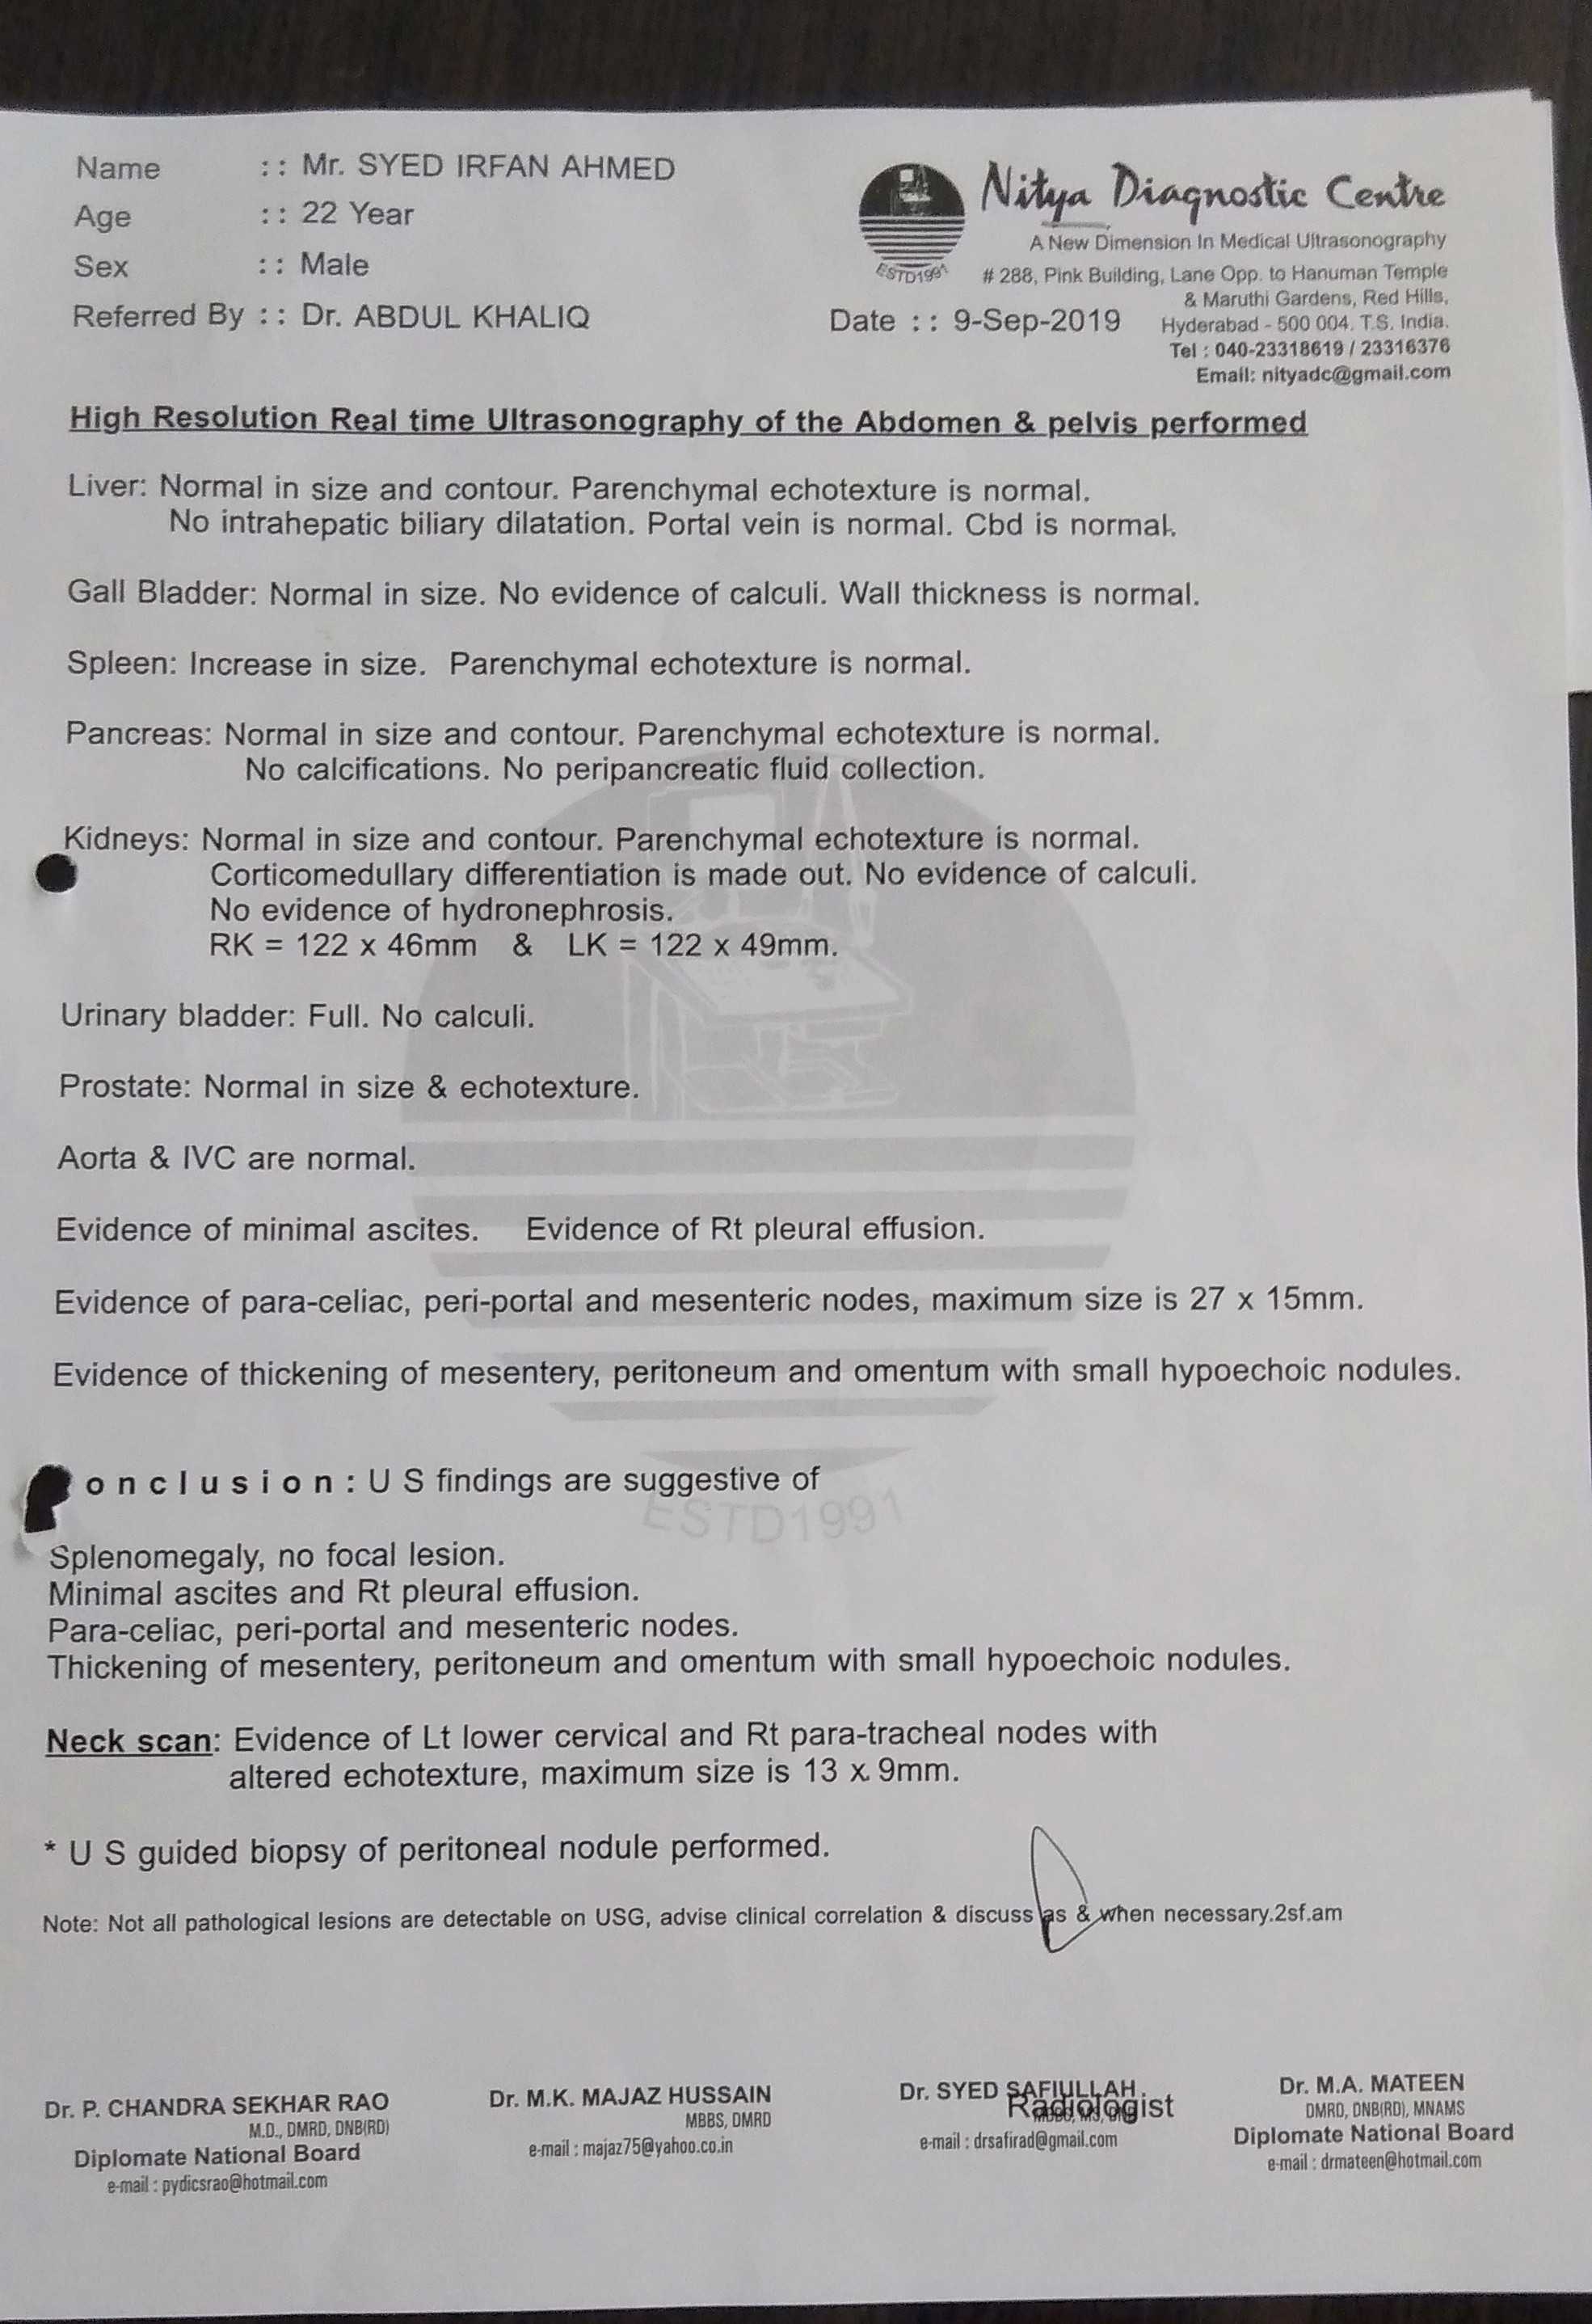 Name :: Mr. SYED IRFAN AHMED
Age :: 22 Year
Sex :: Male
Referred By :: Dr. ABDUL KHALIQ
Nitya Diagnostic Centre
A New Dimension In Medical Ultrasonography
# 288, Pink Building, Lane Opp. to Hanuman Temple
& Maruthi Gardens, Red Hills,
Hyderabad - 500 004. T.S. India.
Tel : 040-23318619 / 23316376
Email: nityadc@gmail.com
ESTD1991
Date :: 9-Sep-2019
High Resolution Real time Ultrasonography of the Abdomen & pelvis performed
Liver: Normal in size and contour. Parenchymal echotexture is normal.
No intrahepatic biliary dilatation. Portal vein is normal. Cbd is normal.
Gall Bladder: Normal in size. No evidence of calculi. Wall thickness is normal.
Spleen: Increase in size. Parenchymal echotexture is normal.
Pancreas: Normal in size and contour. Parenchymal echotexture is normal.
No calcifications. No peripancreatic fluid collection.
Kidneys: Normal in size and contour. Parenchymal echotexture is normal.
Corticomedullary differentiation is made out. No evidence of calculi.
No evidence of hydronephrosis.
RK = 122 x 46mm & LK = 122 x 49mm.
Urinary bladder: Full. No calculi.
Prostate: Normal in size & echotexture.
Aorta & IVC are normal.
Evidence of minimal ascites. Evidence of Rt pleural effusion.
Evidence of para-celiac, peri-portal and mesenteric nodes, maximum size is 27 x 15mm.
Evidence of thickening of mesentery, peritoneum and omentum with small hypoechoic nodules.
onclusion: U S findings are suggestive of
ESTD1991
Splenomegaly, no focal lesion.
Minimal ascites and Rt pleural effusion.
Para-celiac, peri-portal and mesenteric nodes.
Thickening of mesentery, peritoneum and omentum with small hypoechoic nodules.
Neck scan: Evidence of Lt lower cervical and Rt para-tracheal nodes with
altered echotexture, maximum size is 13 x 9mm.
* U S guided biopsy of peritoneal nodule performed.
Note: Not all pathological lesions are detectable on USG, advise clinical correlation & discuss as & when necessary.2sf.am
Dr. P. CHANDRA SEKHAR RAO
M.D., DMRD, DNB(RD)
Diplomate National Board
e-mail : pydicsrao@hotmail.com
Dr. M.K. MAJAZ HUSSAIN
MBBS, DMRD
e-mail : majaz75@yahoo.co.in
Dr. SYED SAFIULLAH
Radiologist
e-mail : drsafirad@gmail.com
Dr. M.A. MATEEN
DMRD, DNB(RD), MNAMS
Diplomate National Board
e-mail : drmateen@hotmail.com